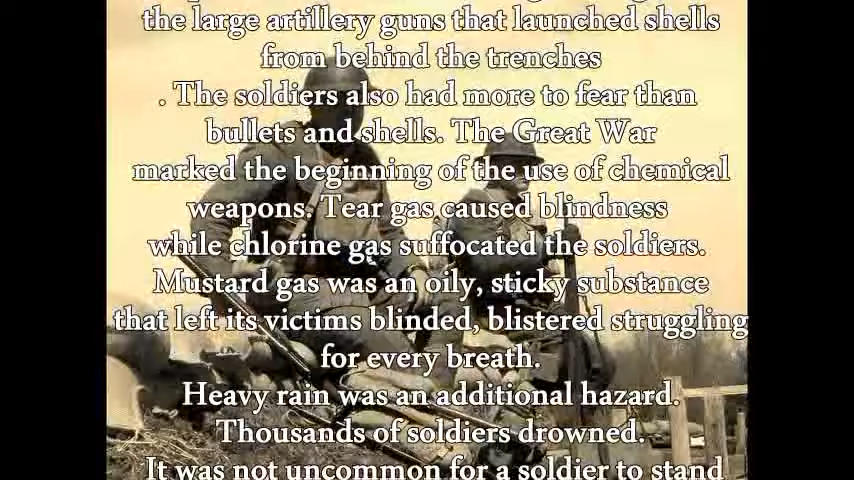 the large artillery guns that launched shells
from behind the trenches
. The soldiers also had more to fear than
bullets and shells. The Great War
marked the beginning of the use of chemical
weapons. Tear gas caused blindness
while chlorine gas suffocated the soldiers.
Mustard gas was an oily, sticky substance
that left its victims blinded, blistered struggling
for every breath.
Heavy rain was an additional hazard.
Thousands of soldiers drowned.
It was not uncommon for a soldier to stand